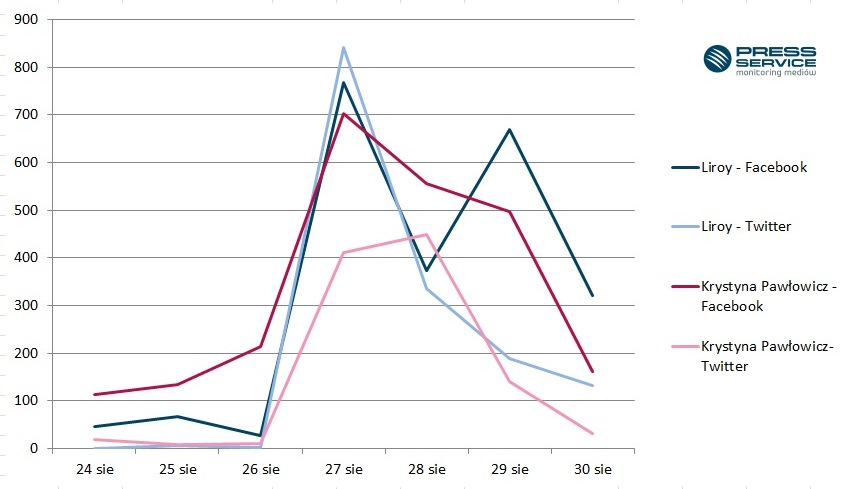 900
800
700
600
500
400
300
200
100
0
24 sie 25 sie 26 sie 27 sie 28 sie 29 sie 30 sie
PRESS
SERVICE
monitoring mediów
Liroy - Facebook
Liroy - Twitter
Krystyna Pawłowicz -
Facebook
Krystyna Pawłowicz-
Twitter